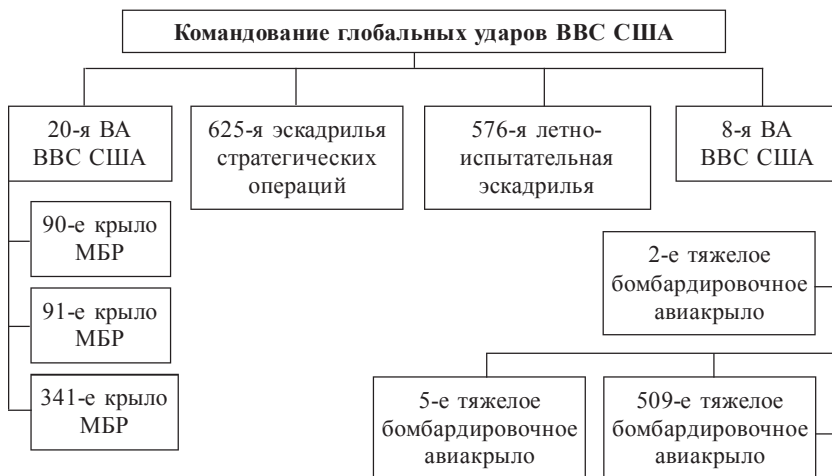 Командование глобальных ударов ВВС США
20-я ВА
ВВС США
625-я эскадрилья
стратегических
операций
576-я летно-
испытательная
эскадрилья
8-я ВА
ВВС США
90-е крыло
МБР
91-е крыло
МБР
341-е крыло
МБР
2-е тяжелое
бомбардировочное
авиакрыло
5-е тяжелое
бомбардировочное
авиакрыло
509-е тяжелое
бомбардировочное
авиакрыло